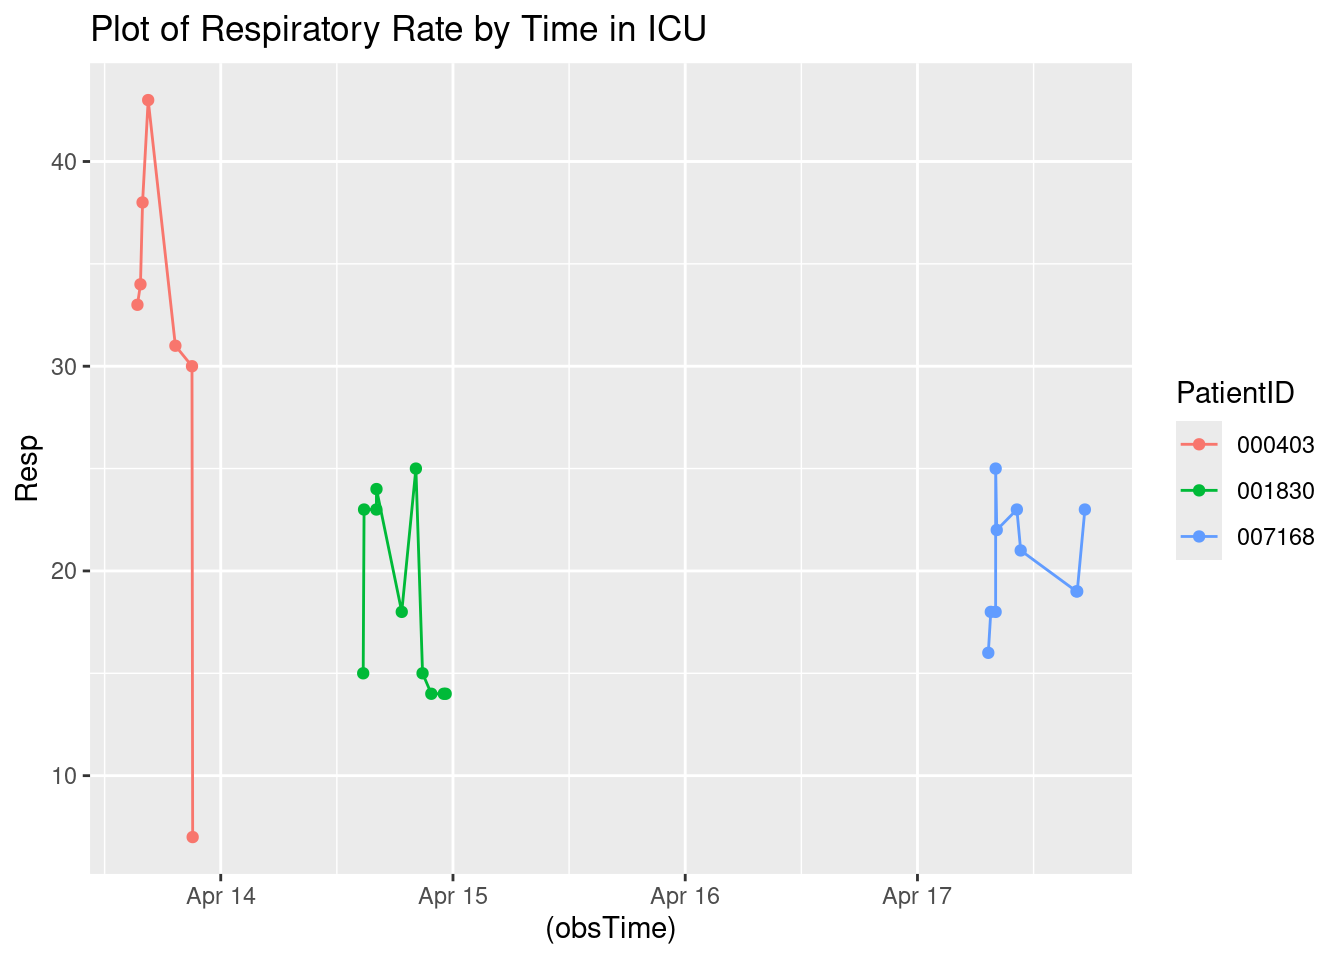 Plot of Respiratory Rate by Time in ICU
40
30
20
10
Resp
Apr 14
Apr 15
Apr 16
Apr 17
(obsTime)
PatientID
000403
001830
007168